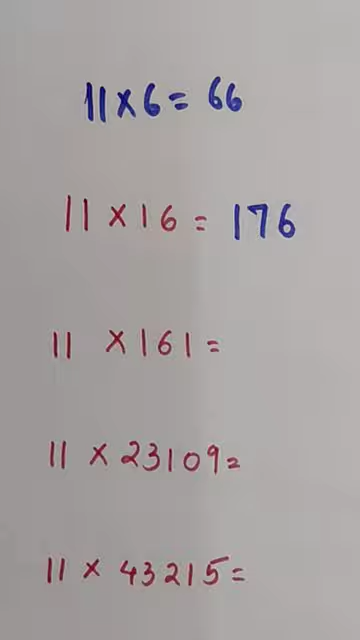 11 × 6 = 66
11 × 16 = 176
11 × 161 =
11 × 23109 =
11 × 43215 =